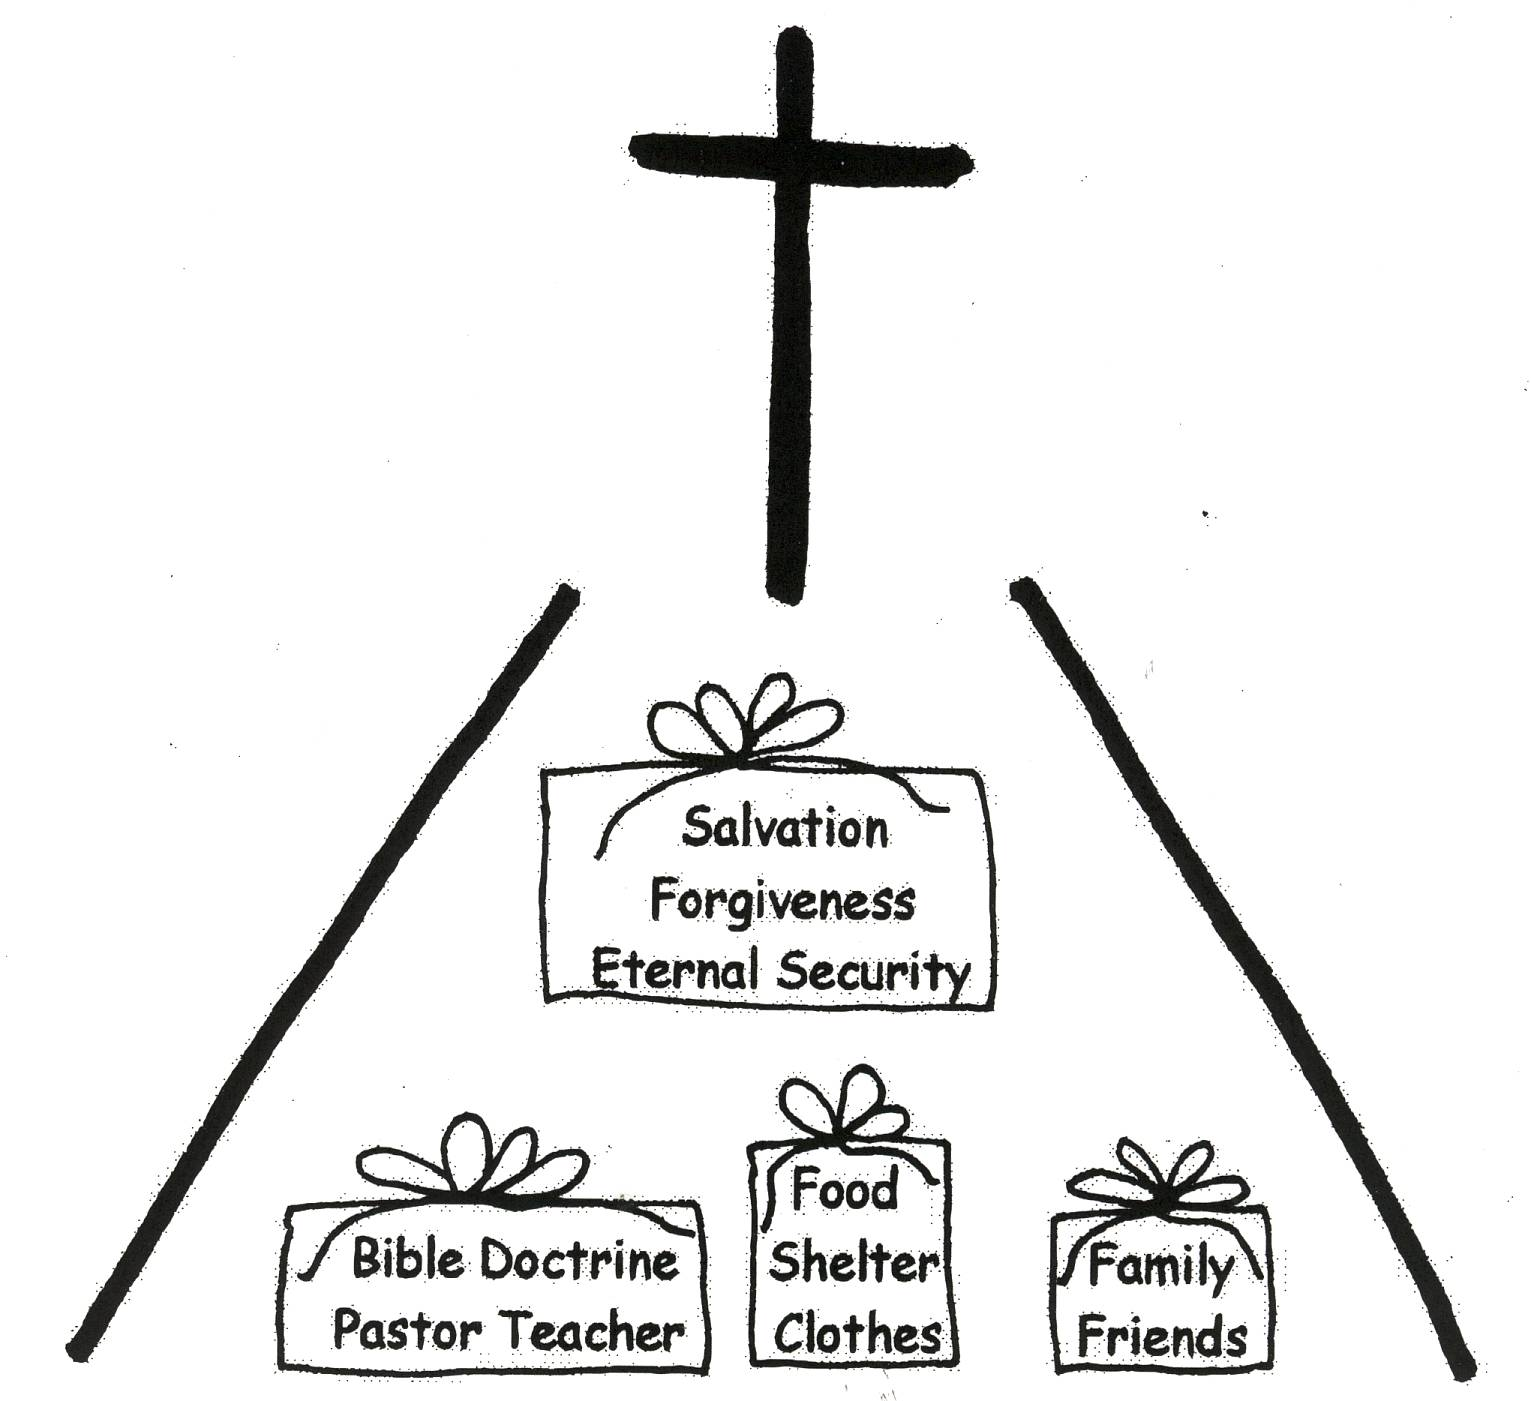 Salvation
Forgiveness
Eternal Security
Bible Doctrine
Pastor Teacher
Food
Shelter
Clothes
Family
Friends